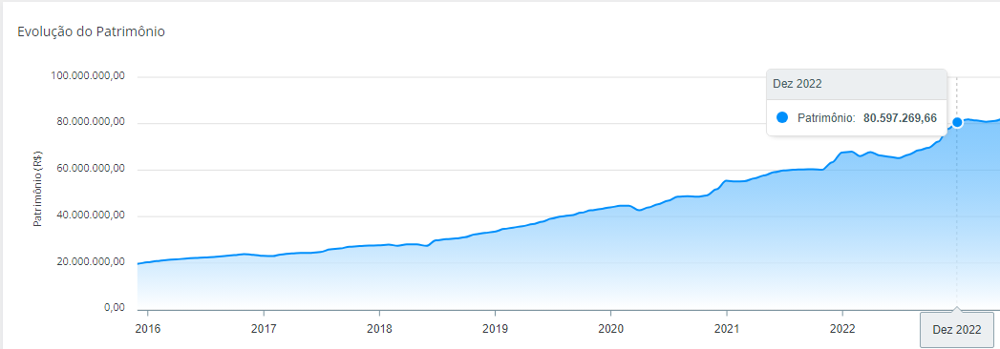 Evolução do Patrimônio
100.000.000,00
80.000.000,00
60.000.000,00
40.000.000,00
20.000.000,00
0,00
Patrimônio (R$)
Dez 2022
Patrimônio: 80.597.269,66
2016 2017 2018 2019 2020 2021 2022
Dez 2022